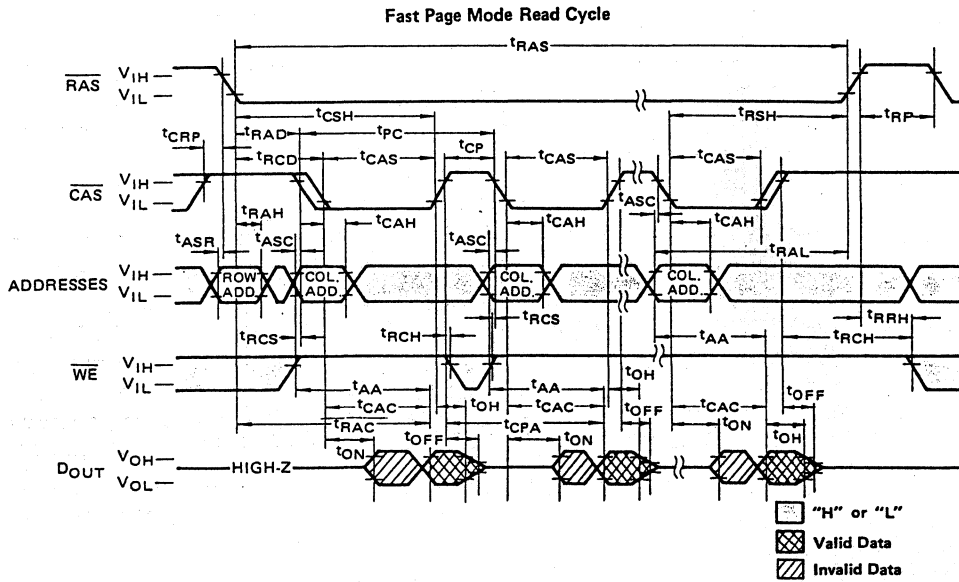 Fast Page Mode Read Cycle
tRAS
RAS VIH
VIL
tCSH
tRSH
tCRP
tRAD
tPC
tRP
tRCD
tCAS
tCP
tCAS
tCAS
CAS VIH
VIL
tRAH
tCAH
tCAH
tASC
tCAH
tASR
tASC
tASC
tRAL
ADDRESSES VIH
VIL
ROW ADD.
COL. ADD.
COL. ADD.
COL. ADD.
tRCS
tRCH
tRCS
tAA
tRRH
tRCH
WE VIH
VIL
tAA
tAA
tOH
tCAC
tOH
tCAC
tOFF
tCAC
tOFF
tRAC
tOFF
tCPA
tON
tOH
tON
tON
DOUT VOH
VOL
HIGH-Z
"H" or "L"
Valid Data
Invalid Data